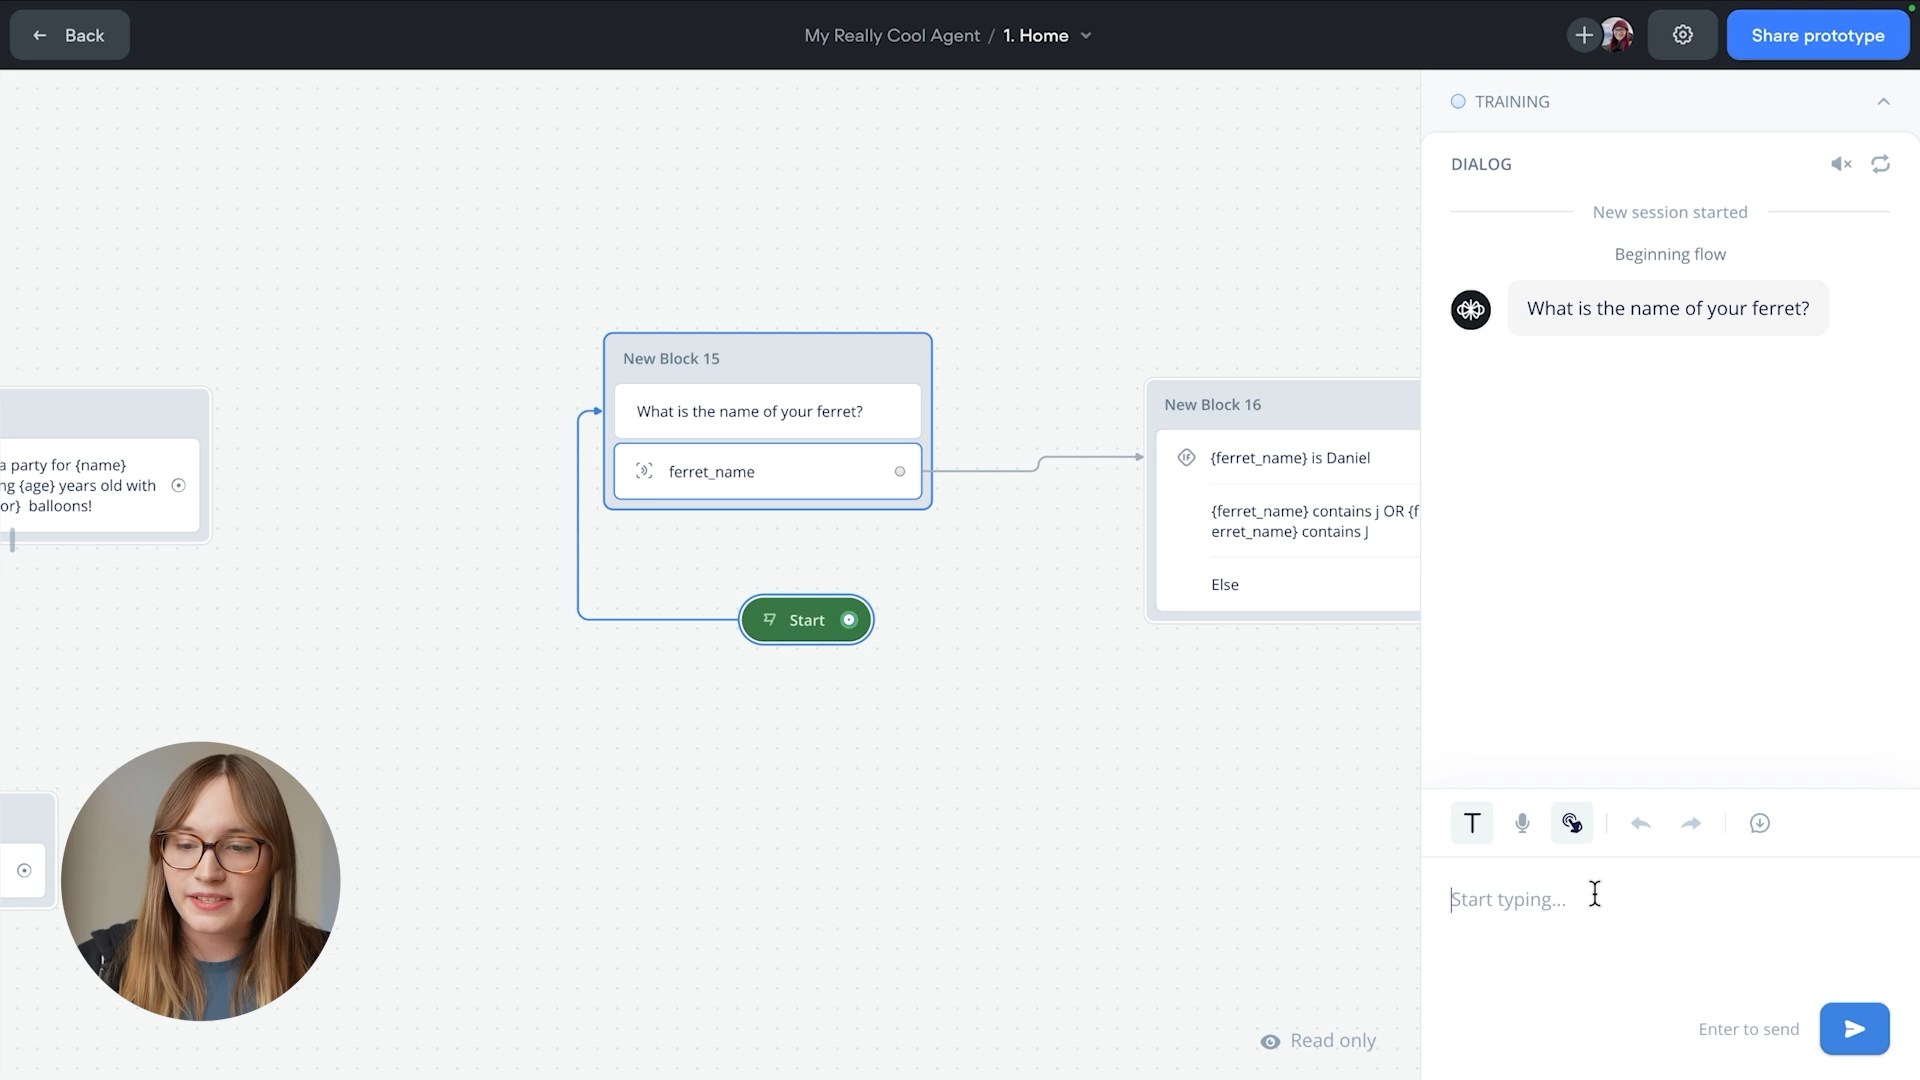 Back
My Really Cool Agent / 1. Home
Share prototype
TRAINING
DIALOG
New session started
Beginning flow
What is the name of your ferret?
New Block 15
What is the name of your ferret?
ferret_name
New Block 16
IF
{ferret_name} is Daniel
{ferret_name} contains j OR {f
erret_name} contains J
Else
a party for {name}
ng {age} years old with
or} balloons!
Start
T
Start typing...
Enter to send
Read only